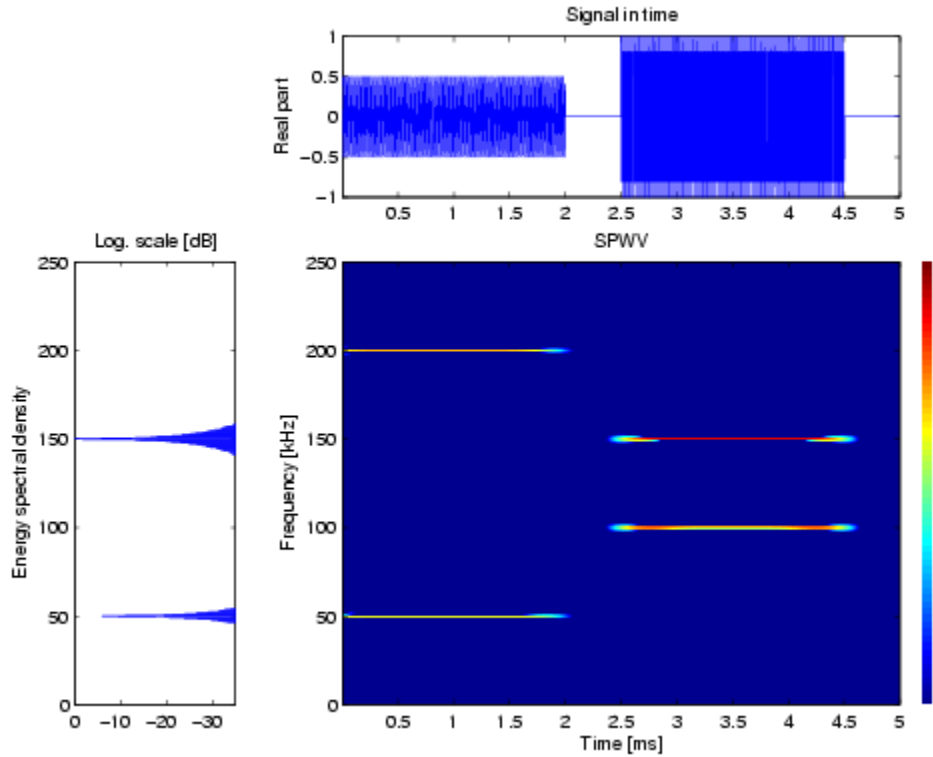 Signal in time
Real part
1
0.5
0
−0.5
−1
0.5 1 1.5 2 2.5 3 3.5 4 4.5 5
Log. scale [dB]
Energy spectral density
250
200
150
100
50
0
0 −10 −20 −30
SPWV
Frequency [kHz]
250
200
150
100
50
0
0.5 1 1.5 2 2.5 3 3.5 4 4.5 5
Time [ms]